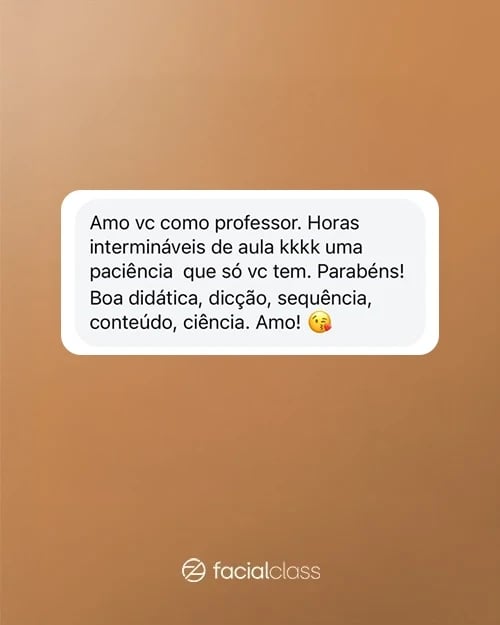 Amo vc como professor. Horas
intermináveis de aula kkkk uma
paciência  que só vc tem. Parabéns!
Boa didática, dicção, sequência,
conteúdo, ciência. Amo! 😘
facialclass